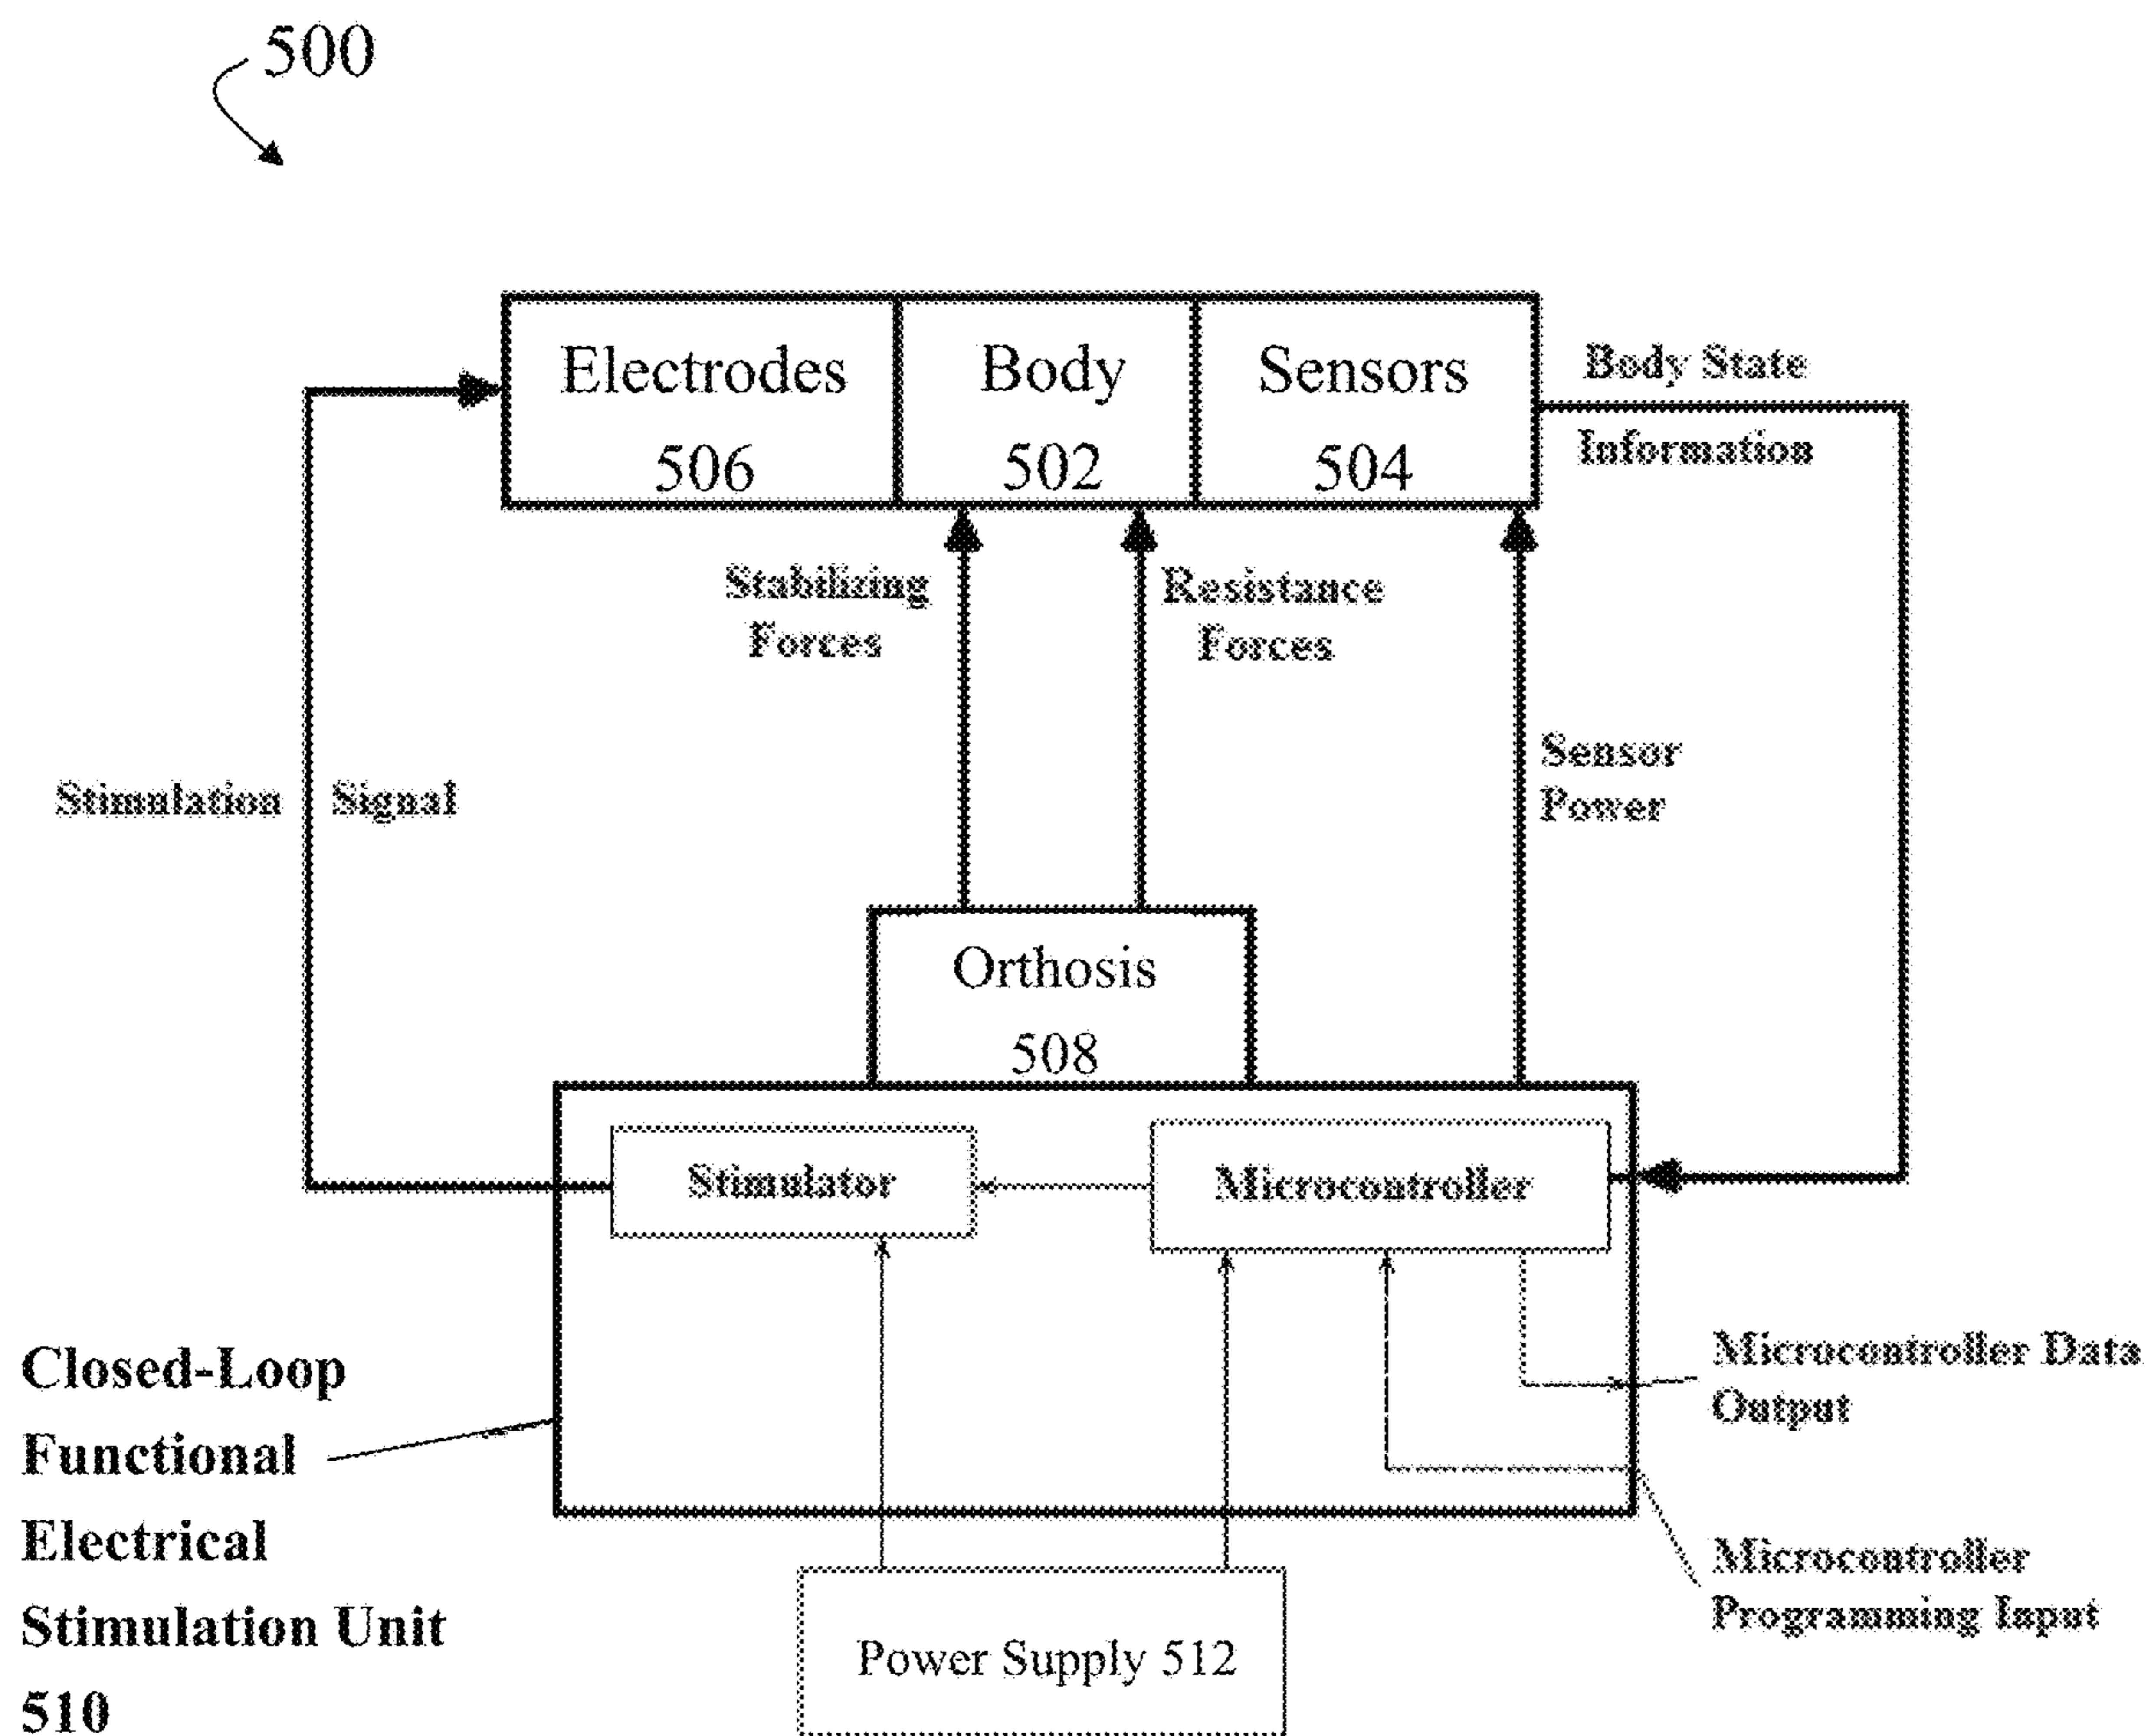 500
Electrodes
506
Body
502
Sensors
504
Body State
Information
Stabilizing
Forces
Resistance
Forces
Sensor
Power
Stimulation Signal
Orthosis
508
Stimulator
Microcontroller
Closed-Loop
Functional
Electrical
Stimulation Unit
510
Microcontroller Data
Output
Microcontroller
Programming Input
Power Supply 512